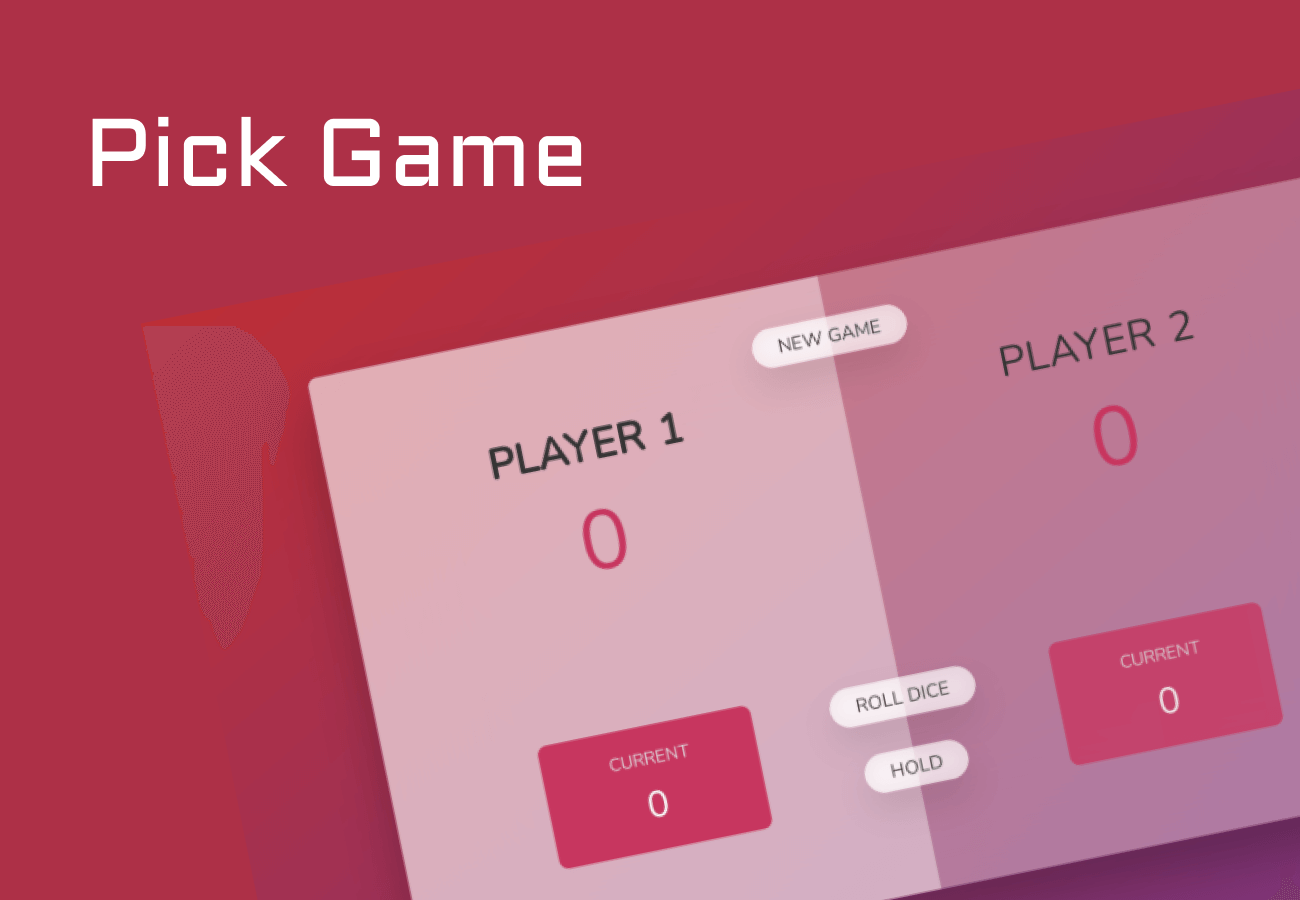 Pick Game
NEW GAME
PLAYER 1
0
PLAYER 2
0
CURRENT
0
ROLL DICE
HOLD
CURRENT
0